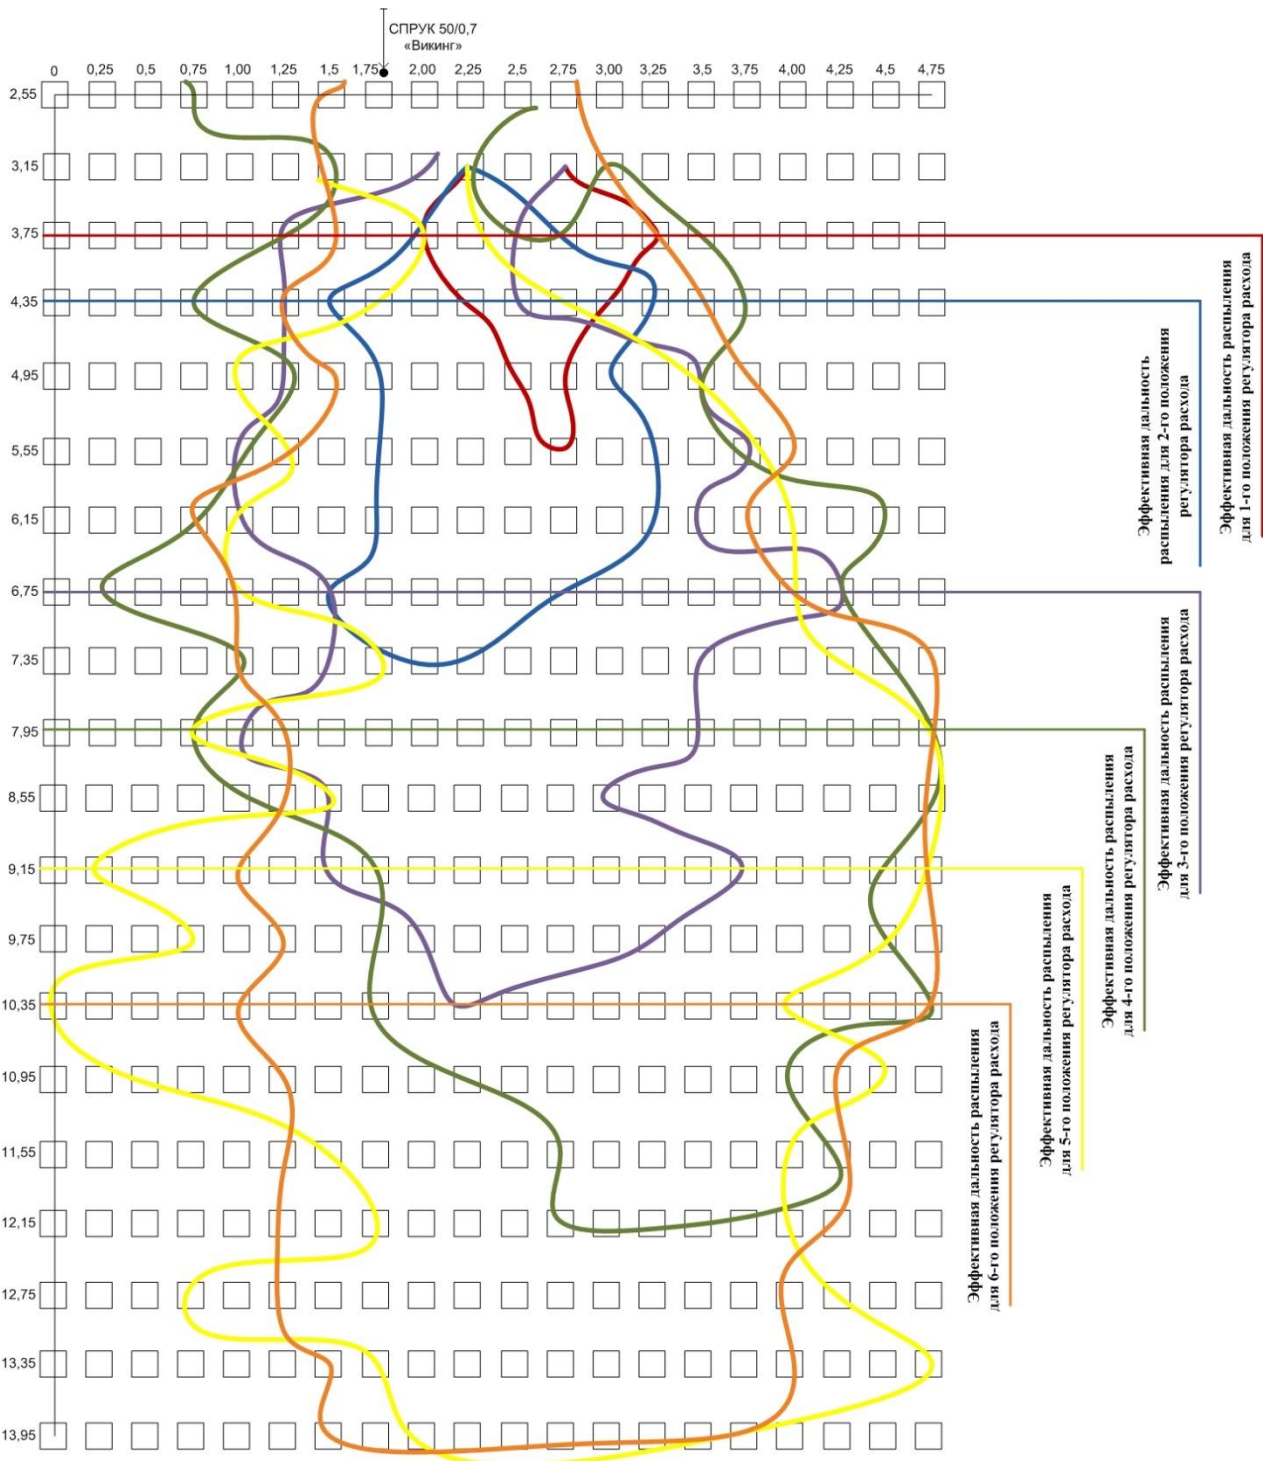 СПРУК 50/0,7
«Викинг»
0 0,25 0,5 0,75 1,00 1,25 1,5 1,75 2,00 2,25 2,5 2,75 3,00 3,25 3,5 3,75 4,00 4,25 4,5 4,75
2,55
3,15
3,75
4,35
4,95
5,55
6,15
6,75
7,35
7,95
8,55
9,15
9,75
10,35
10,95
11,55
12,15
12,75
13,35
13,95
Эффективная дальность распыления
для 1-го положения регулятора расхода
Эффективная дальность
распыления для 2-го положения
регулятора расхода
Эффективная дальность распыления
для 3-го положения регулятора расхода
Эффективная дальность распыления
для 4-го положения регулятора расхода
Эффективная дальность распыления
для 5-го положения регулятора расхода
Эффективная дальность распыления
для 6-го положения регулятора расхода